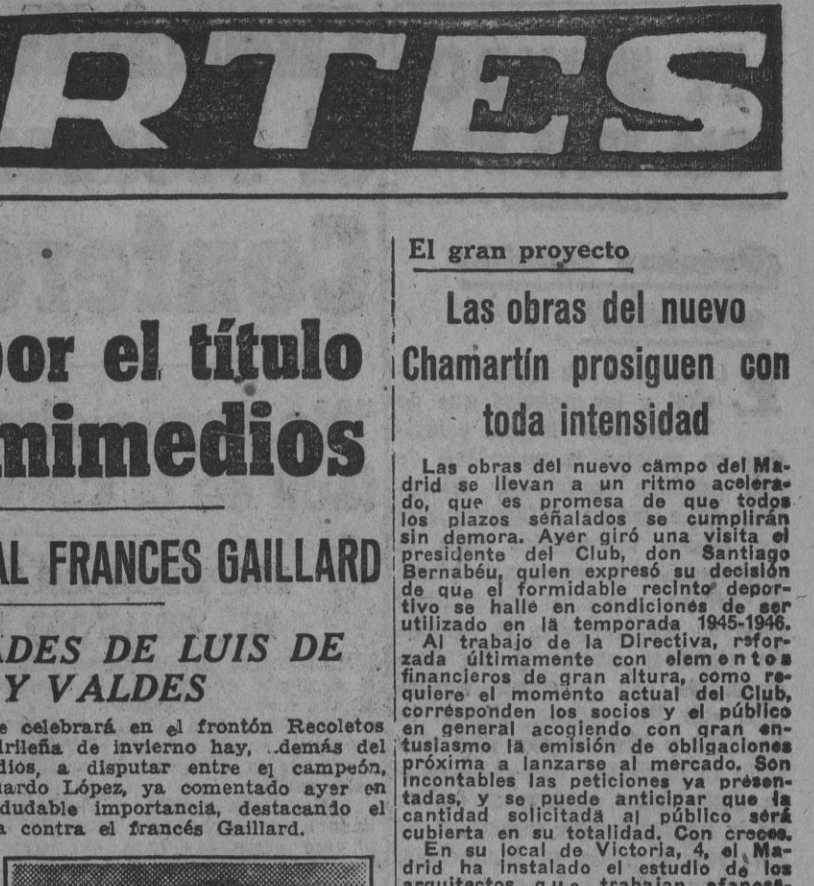 RTES
por el título
mimedios
AL FRANCES GAILLARD
ADES DE LUIS DE
Y VALDES
e celebrará en el frontón Recoletos
drileña de invierno hay, ..demás del
dios, a disputar entre el campeón,
uardo López, ya comentado ayer en
dudable importancia, destacando el
a contra el francés Gaillard.
El gran proyecto
Las obras del nuevo
Chamartín prosiguen con
toda intensidad
Las obras del nuevo campo del Ma-
drid se llevan a un ritmo acelera-
do, que es promesa de que todos
los plazos señalados se cumplirán
sin demora. Ayer giró una visita el
presidente del Club, don Santiago
Bernabéu, quien expresó su decisión
de que el formidable recinto depor-
tivo se halle en condiciones de ser
utilizado en la temporada 1945-1946.
Al trabajo de la Directiva, refor-
zada últimamente con elementos
financieros de gran altura, como re-
quiere el momento actual del Club,
corresponden los socios y el público
en general acogiendo con gran en-
tusiasmo la emisión de obligaciones
próxima a lanzarse al mercado. Son
incontables las peticiones ya presen-
tadas, y se puede anticipar que la
cantidad solicitada al público será
cubierta en su totalidad. Con creces.
En su local de Victoria, 4, el Ma-
drid ha instalado el estudio de los
arquitectos que trabajan